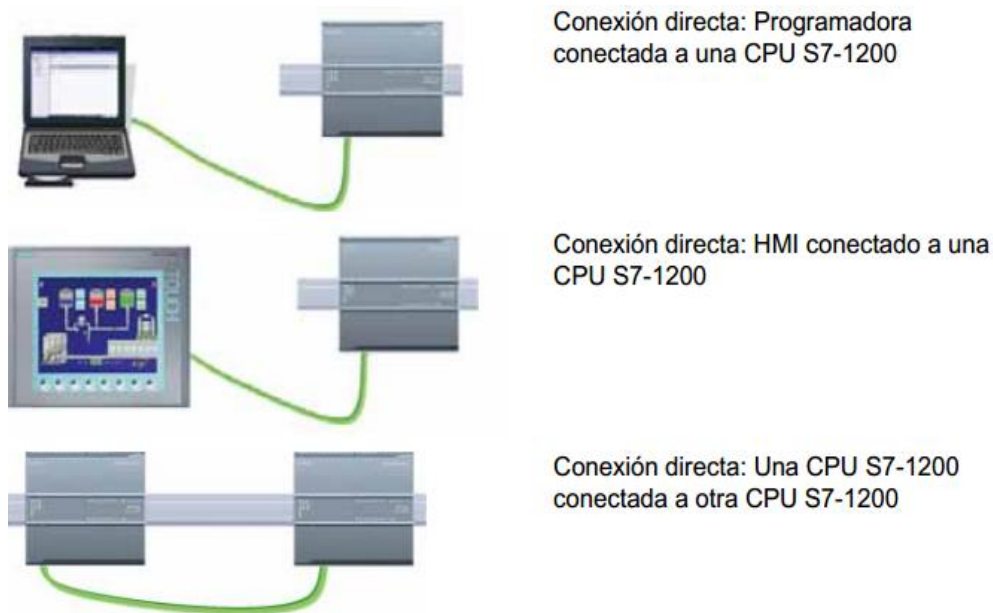 Conexión directa: Programadora
conectada a una CPU S7-1200
Conexión directa: HMI conectado a una
CPU S7-1200
Conexión directa: Una CPU S7-1200
conectada a otra CPU S7-1200